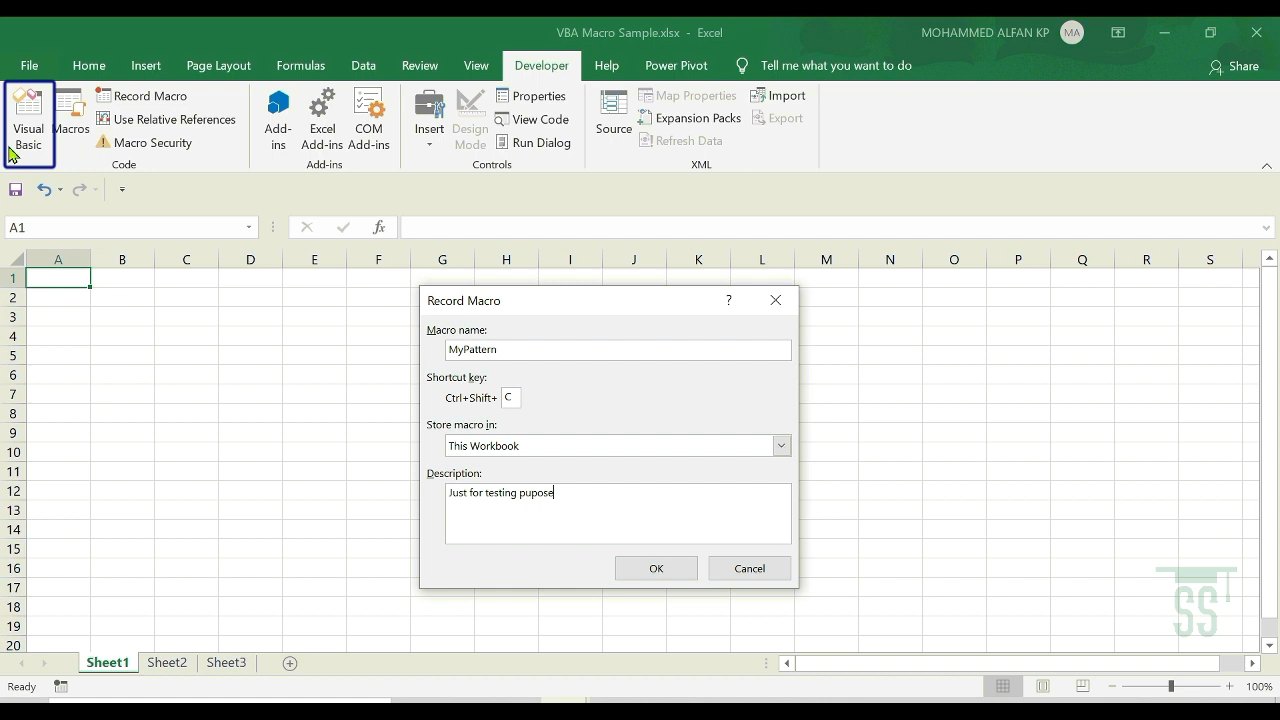 VBA Macro Sample.xlsx - Excel
MOHAMMED ALFAN KP MA
File Home Insert Page Layout Formulas Data Review View Developer Help Power Pivot Tell me what you want to do Share
Visual Basic
Macros
Record Macro
Use Relative References
Macro Security
Code
Add-ins
Excel Add-ins
COM Add-ins
Add-ins
Insert
Design Mode
Properties
View Code
Run Dialog
Controls
Source
Map Properties
Expansion Packs
Refresh Data
Import
Export
XML
A1
fx
A B C D E F G H I J K L M N O P Q R S
1
2
3
4
5
6
7
8
9
10
11
12
13
14
15
16
17
18
19
20
Record Macro ?
Macro name:
MyPattern
Shortcut key:
Ctrl+Shift+ C
Store macro in:
This Workbook
Description:
Just for testing pupose
OK Cancel
SS
Sheet1 Sheet2 Sheet3
Ready
100%